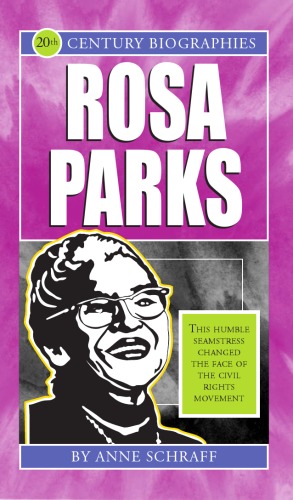 20th CENTURY BIOGRAPHIES
ROSA
PARKS
THIS HUMBLE
SEAMSTRESS
CHANGED
THE FACE OF
THE CIVIL
RIGHTS
MOVEMENT
BY ANNE SCHRAFF